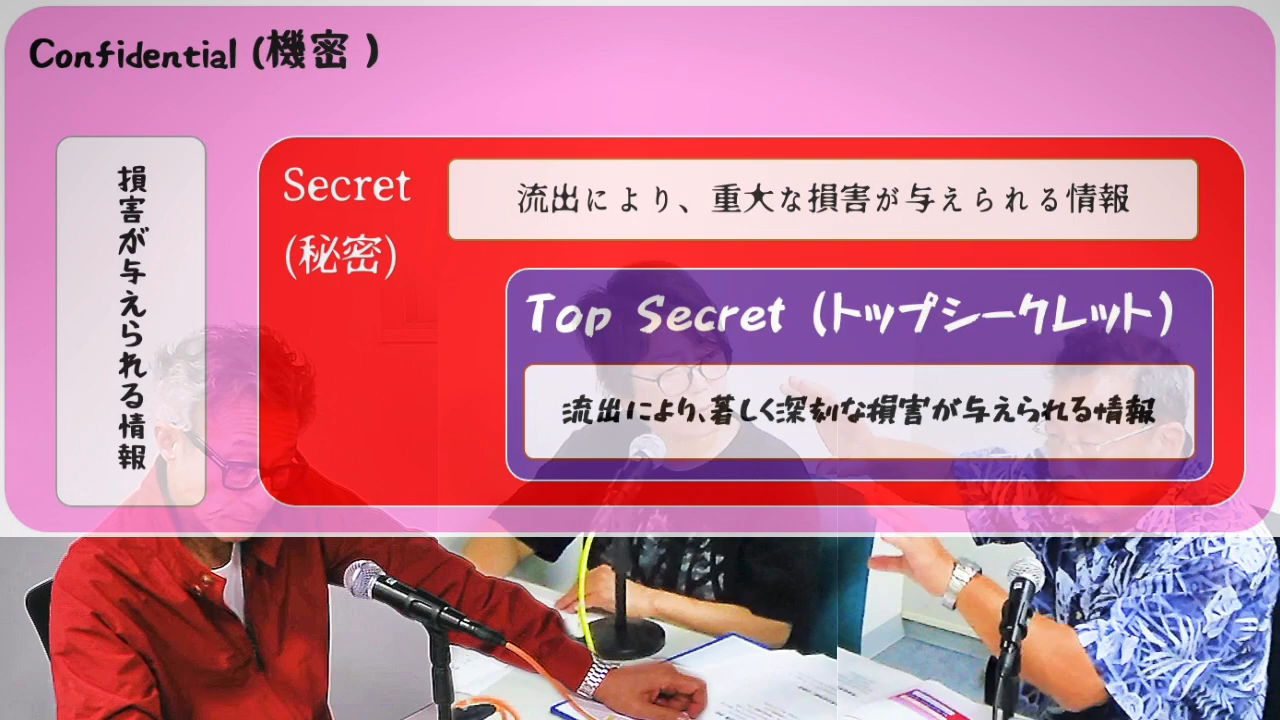 Confidential (機密 )
損害が与えられる情報
Secret
(秘密)
流出により、重大な損害が与えられる情報
Top Secret (トップシークレット)
流出により、著しく深刻な損害が与えられる情報